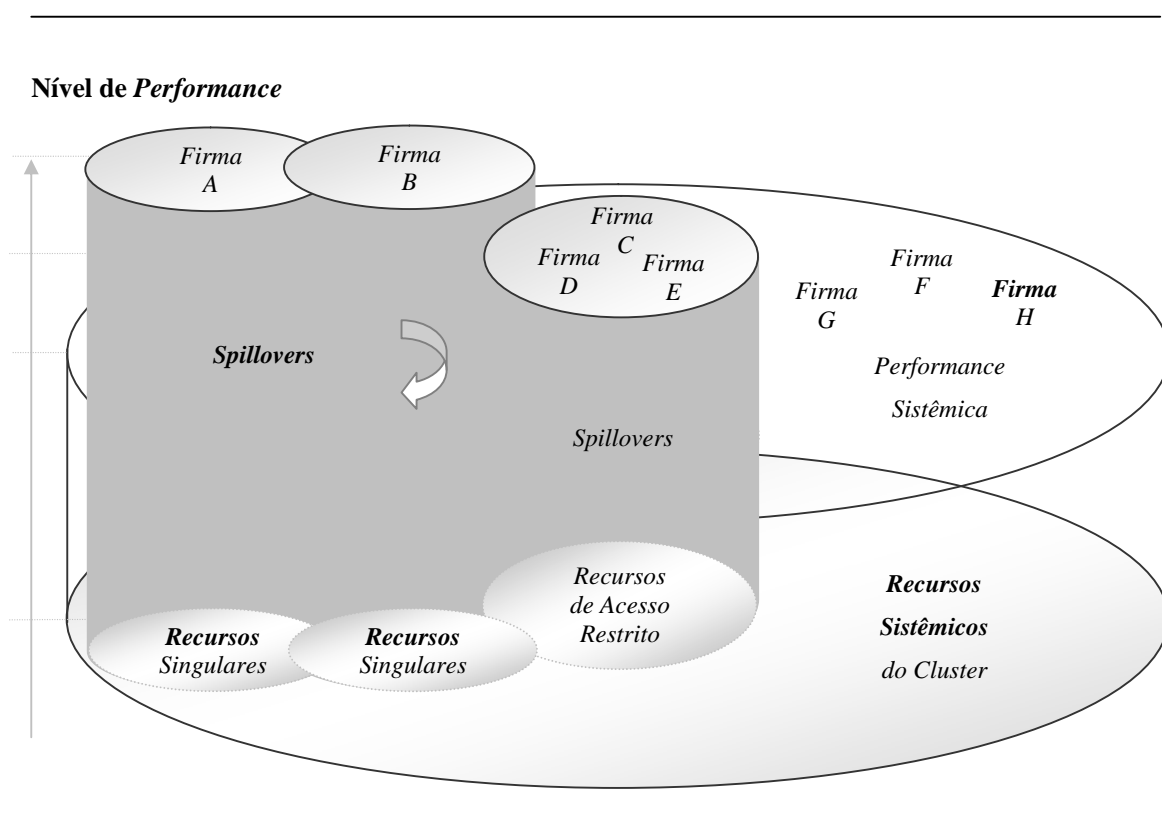 Nível de Performance
Firma
A
Firma
B
Firma
C
Firma
D
Firma
E
Firma
F
Firma
G
Firma
H
Performance
Sistêmica
Spillovers
Spillovers
Recursos
de Acesso
Restrito
Recursos
Singulares
Recursos
Singulares
Recursos
Sistêmicos
do Cluster